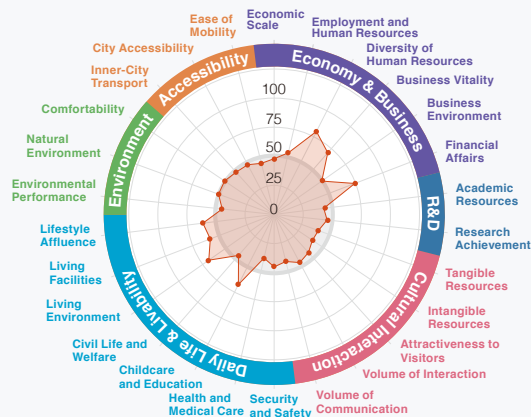 Economic
Scale
Employment and
Human Resources
Diversity of
Human Resources
Business Vitality
Business
Environment
Financial
Affairs
Academic
Resources
Research
Achievement
Tangible
Resources
Intangible
Resources
Attractiveness to
Visitors
Volume of Interaction
Volume of
Communication
Security
and Safety
Health and
Medical Care
Childcare
and Education
Civil Life and
Welfare
Living
Environment
Living
Facilities
Lifestyle
Affluence
Environmental
Performance
Natural
Environment
Comfortability
Inner-City
Transport
City Accessibility
Ease of
Mobility
Economy & Business
R&D
Cultural Interaction
Daily Life & Livability
Environment
Accessibility
100
75
50
25
0